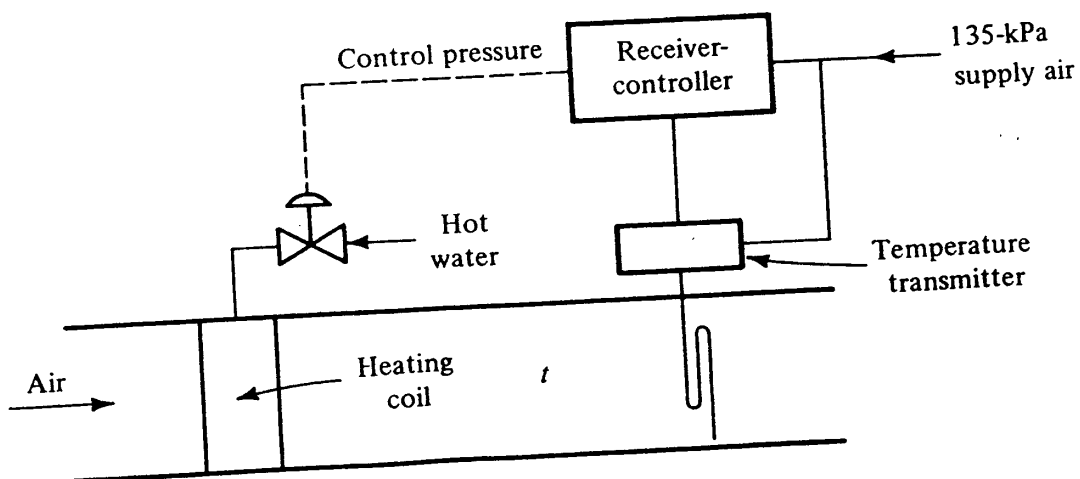 Control pressure
Receiver-
controller
135-kPa
supply air
Hot
water
Temperature
transmitter
Air
Heating
coil
t